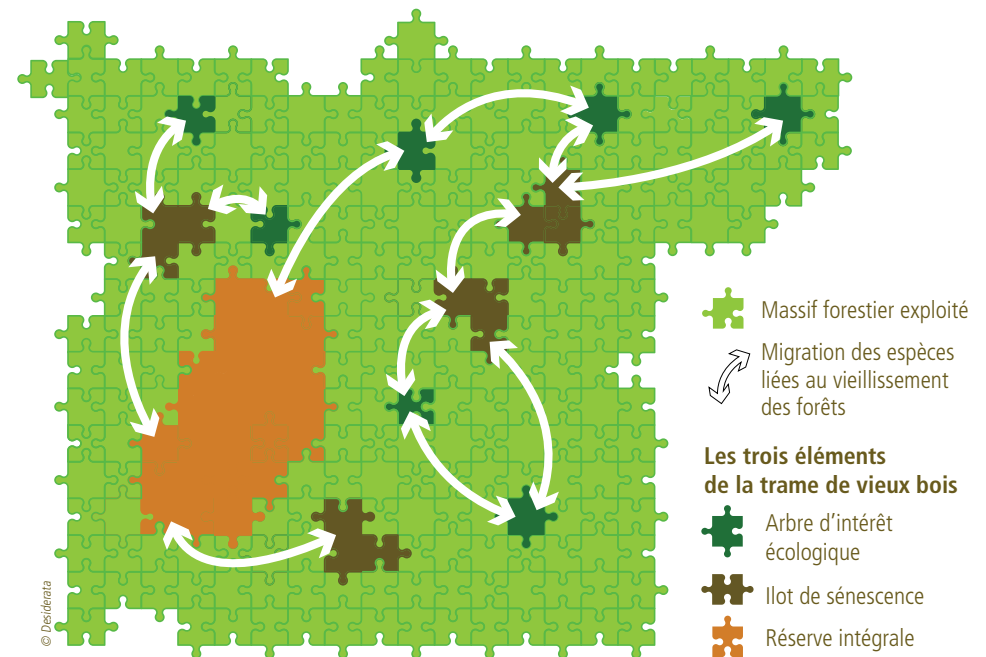 Massif forestier exploité
Migration des espèces
liées au vieillissement
des forêts
Les trois éléments
de la trame de vieux bois
Arbre d'intérêt
écologique
Ilot de sénescence
Réserve intégrale
© Desiderata